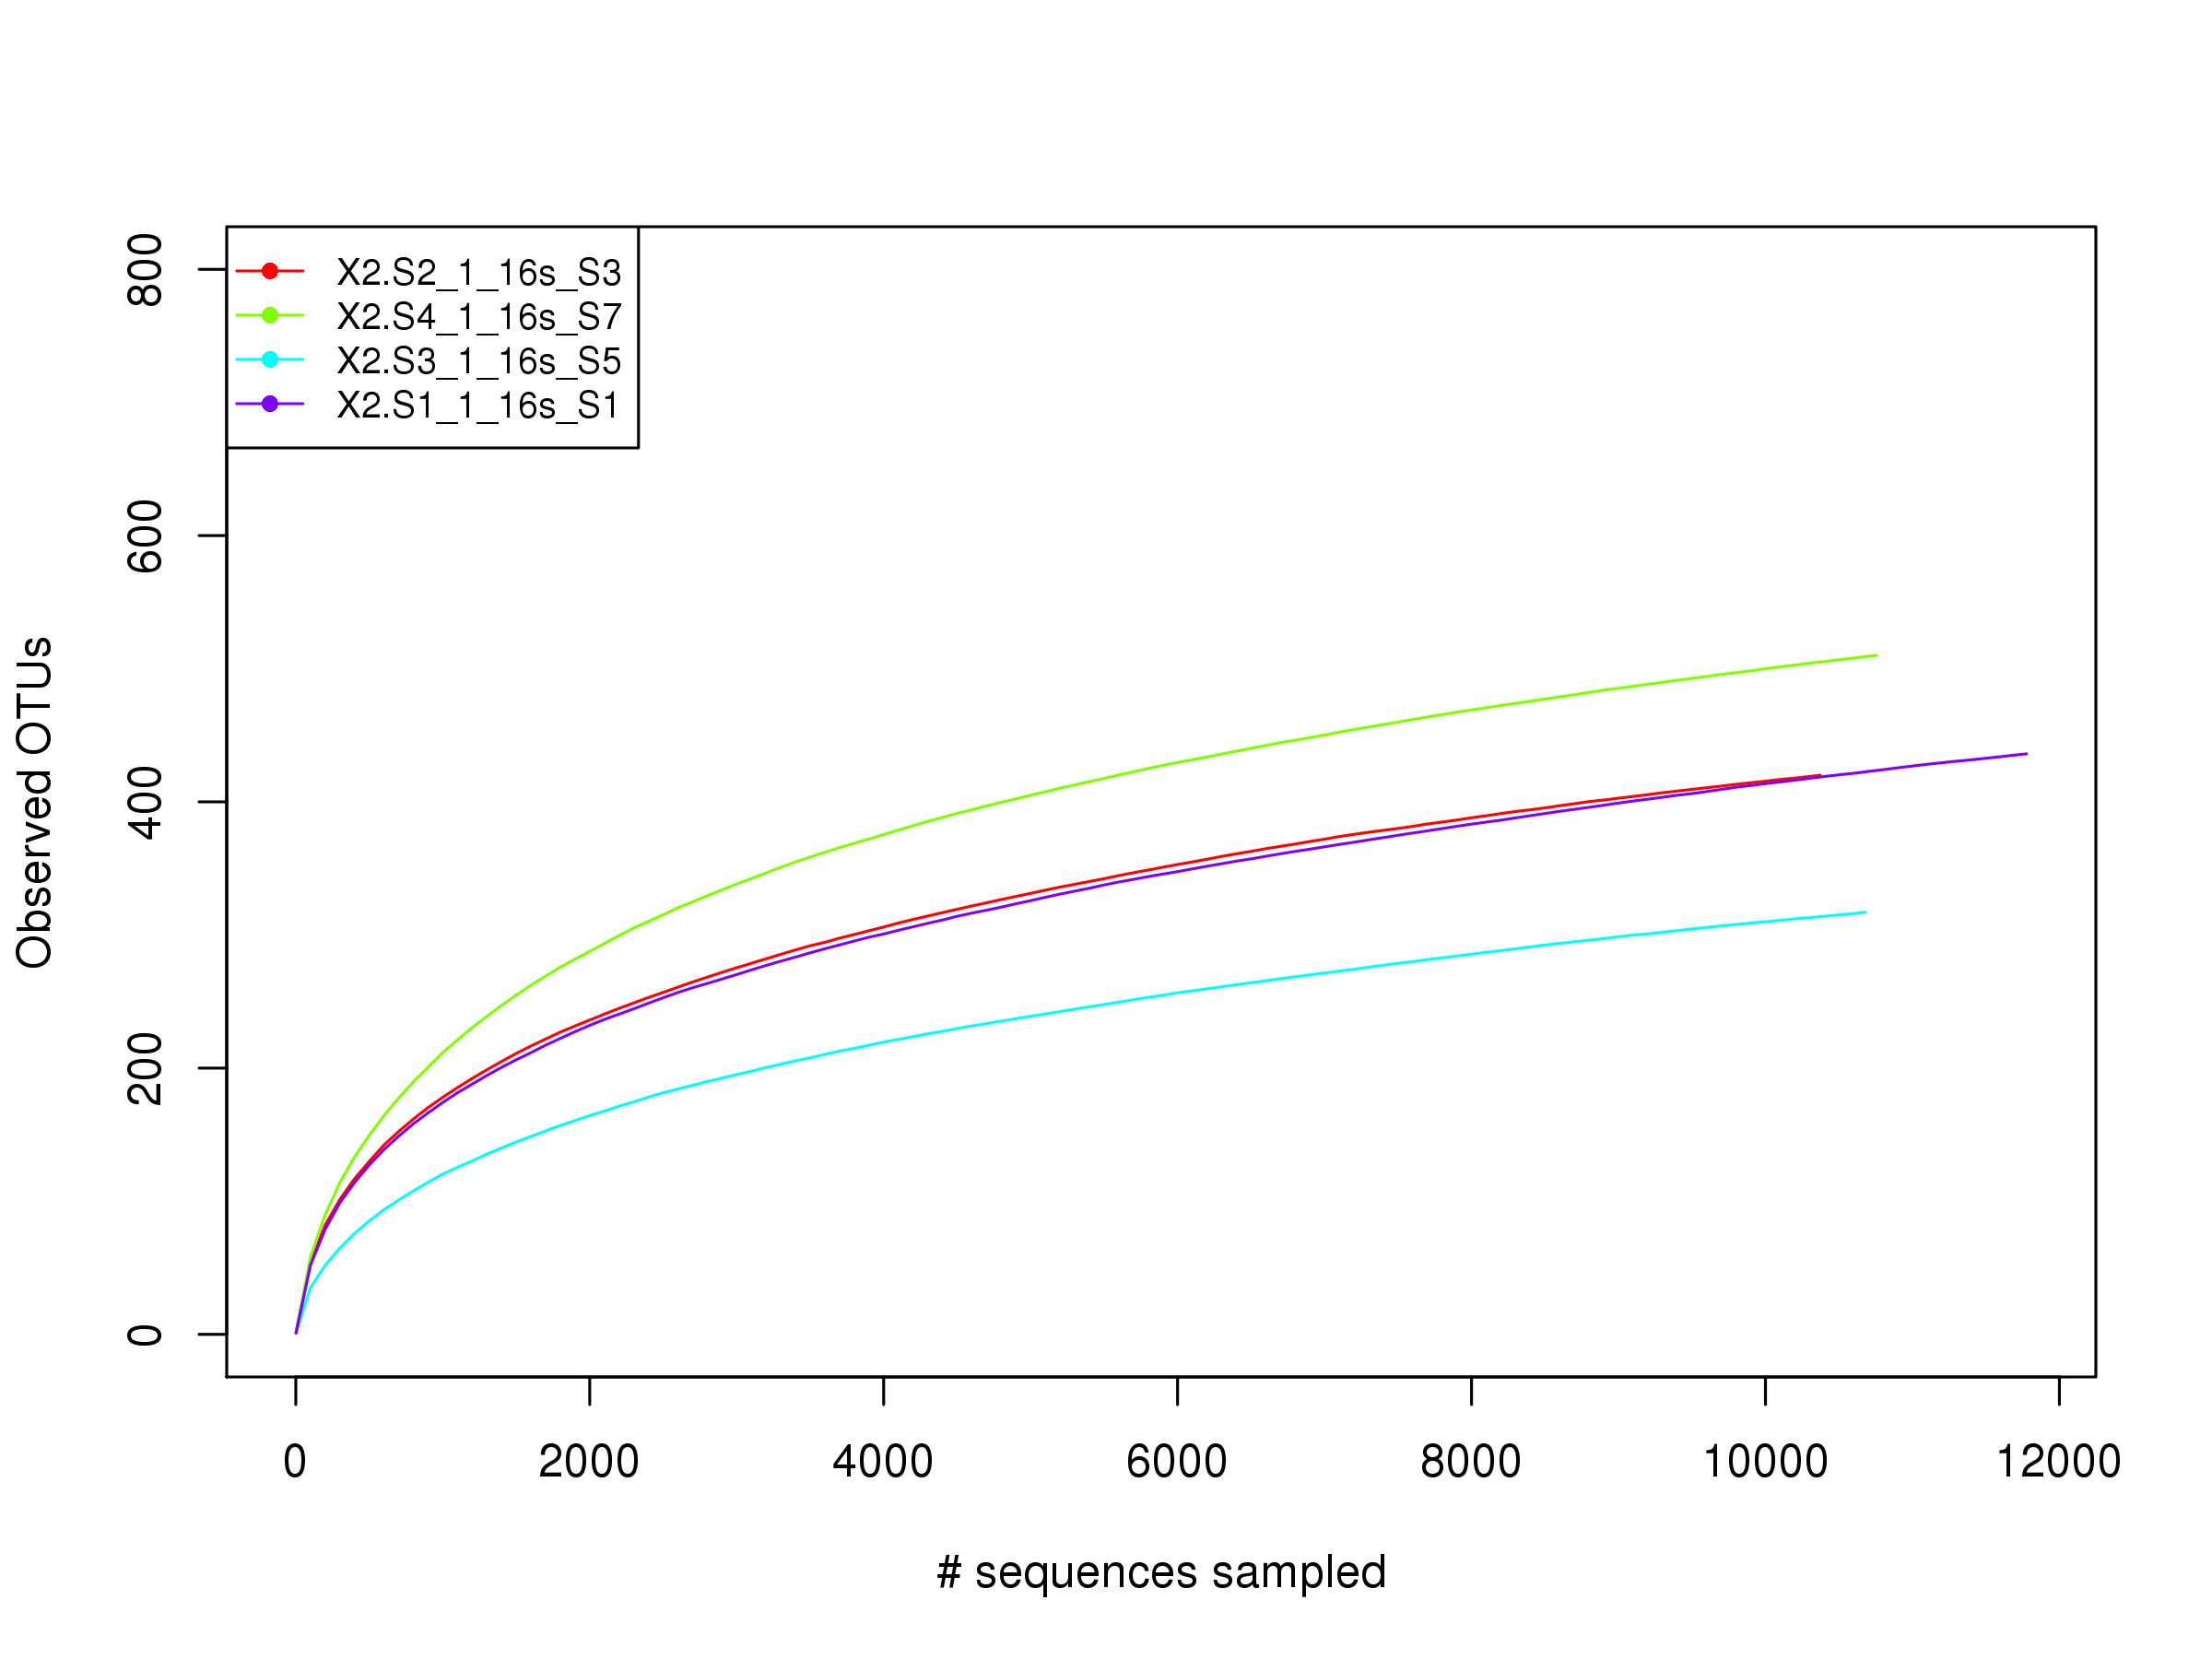 X2.S2_1_16s_S3
X2.S4_1_16s_S7
X2.S3_1_16s_S5
X2.S1_1_16s_S1
800
600
400
200
0
Observed OTUs
0 2000 4000 6000 8000 10000 12000
# sequences sampled